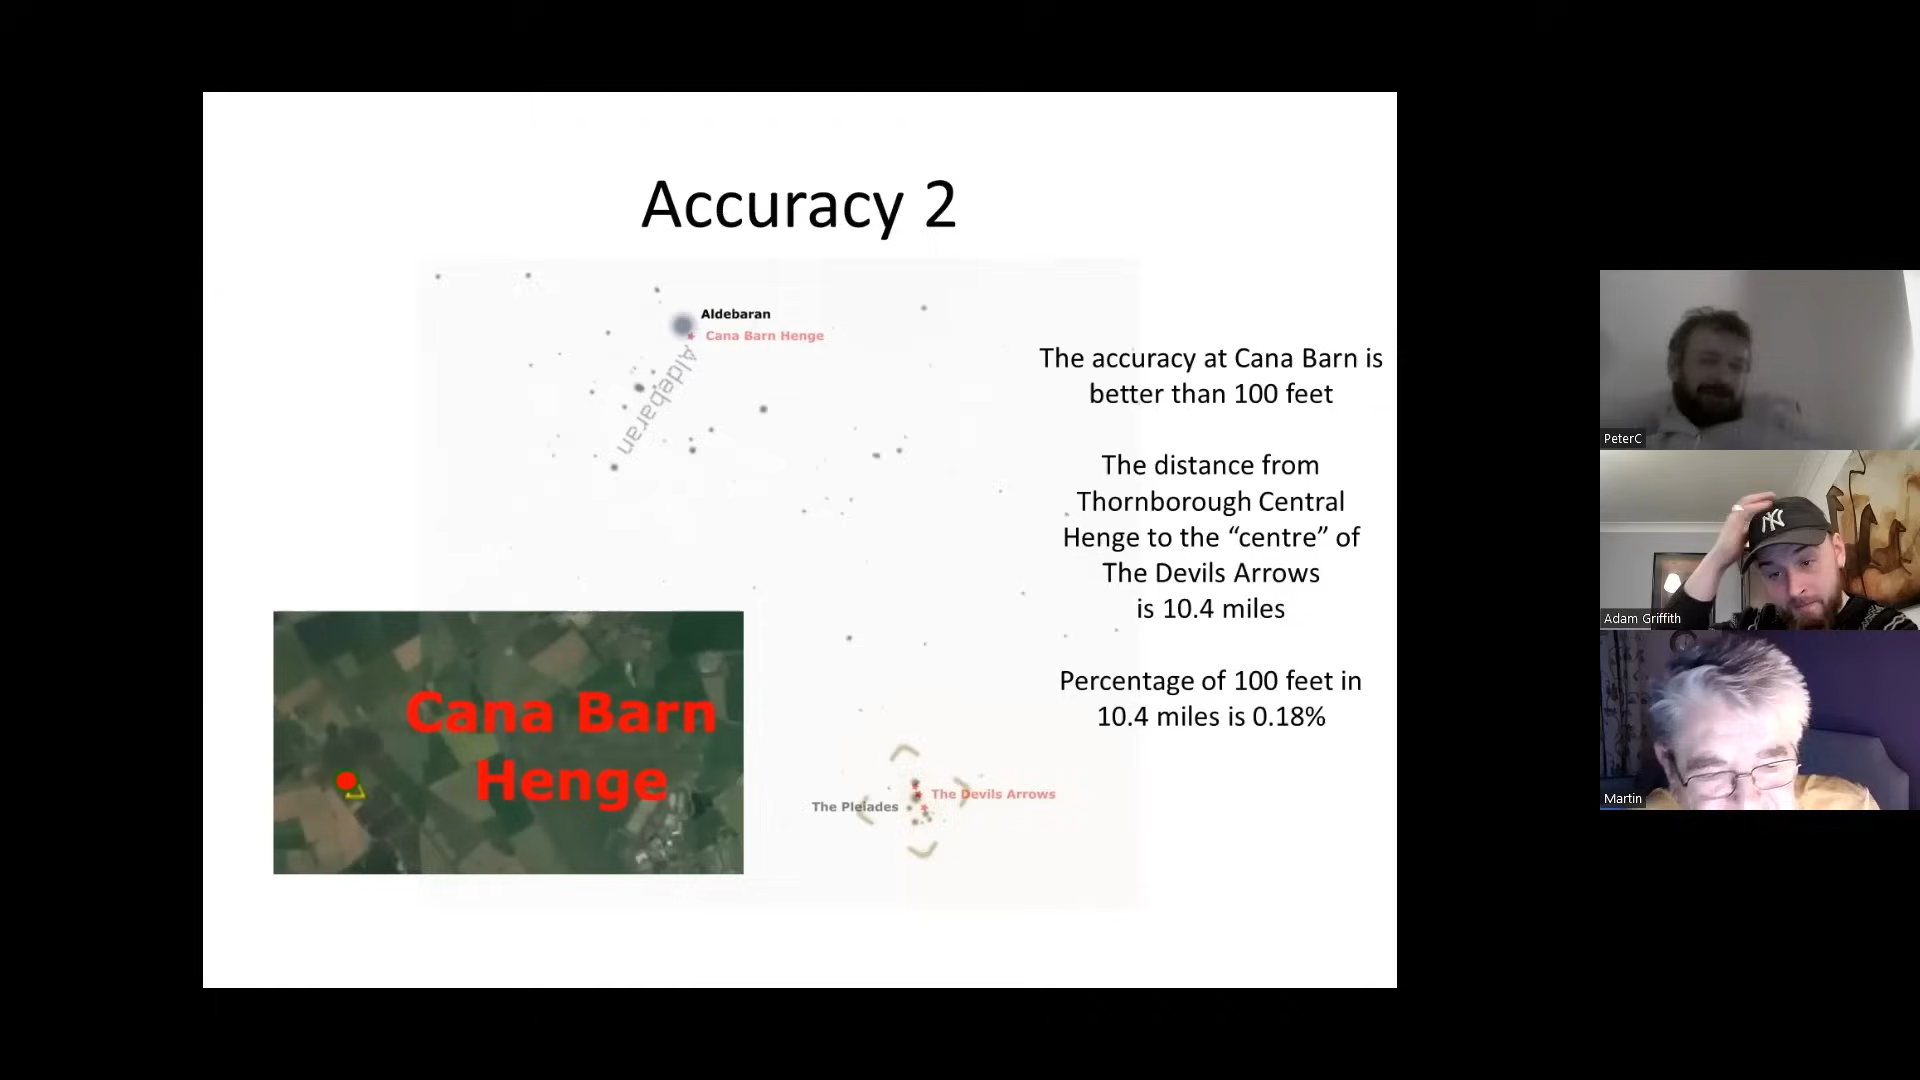 Accuracy 2
Aldebaran
Cana Barn Henge
Aldebaran
The accuracy at Cana Barn is
better than 100 feet
The distance from
Thornborough Central
Henge to the “centre” of
The Devils Arrows
is 10.4 miles
Percentage of 100 feet in
10.4 miles is 0.18%
Cana Barn
Henge
The Devils Arrows
The Pleiades
PeterC
NY
Adam Griffith
Martin